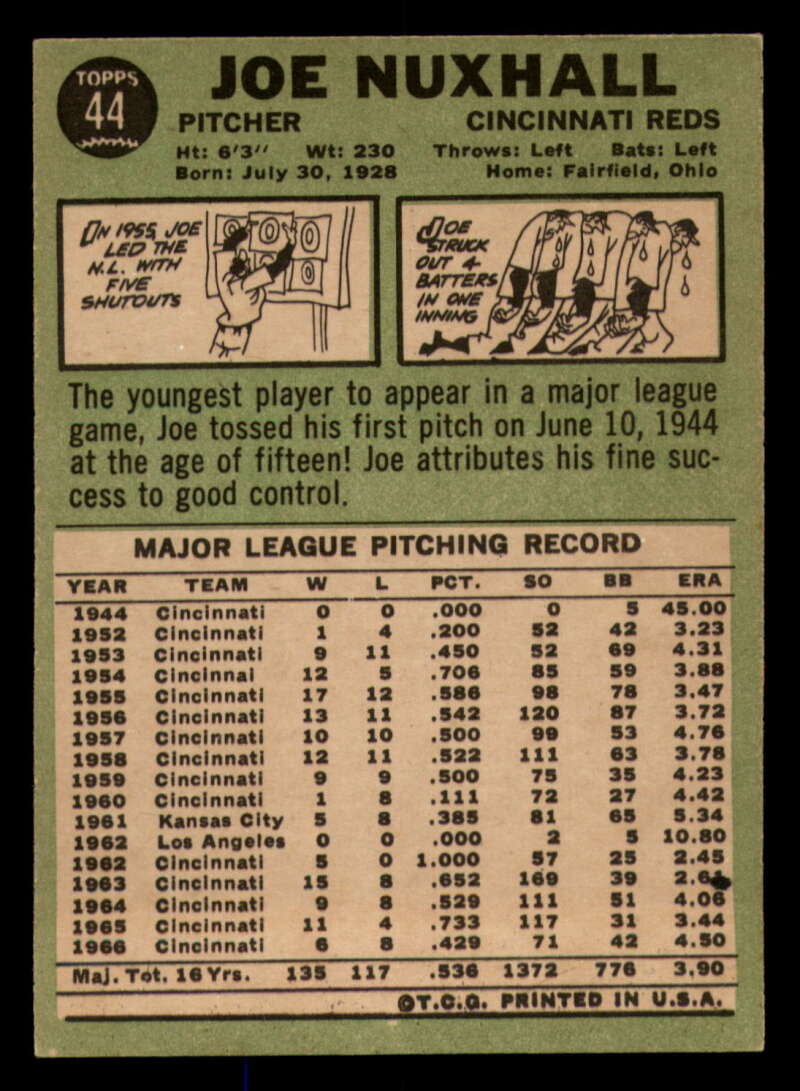 TOPPS
44
JOE NUXHALL
PITCHER CINCINNATI REDS
Ht: 6'3" Wt: 230 Throws: Left Bats: Left
Born: July 30, 1928 Home: Fairfield, Ohio
IN 1955, JOE
LED THE
N.L. WITH
FIVE
SHUTOUTS
JOE
STRUCK
OUT 4
BATTERS
IN ONE
INNING
The youngest player to appear in a major league
game, Joe tossed his first pitch on June 10, 1944
at the age of fifteen! Joe attributes his fine suc-
cess to good control.
MAJOR LEAGUE PITCHING RECORD
YEAR TEAM W L PCT. SO BB ERA
1944 Cincinnati 0 0 .000 0 5 45.00
1952 Cincinnati 1 4 .200 52 42 3.23
1953 Cincinnati 9 11 .450 52 69 4.31
1954 Cincinnai 12 5 .706 85 59 3.88
1955 Cincinnati 17 12 .586 98 78 3.47
1956 Cincinnati 13 11 .542 120 87 3.72
1957 Cincinnati 10 10 .500 99 53 4.76
1958 Cincinnati 12 11 .522 111 63 3.78
1959 Cincinnati 9 9 .500 75 35 4.23
1960 Cincinnati 1 8 .111 72 27 4.42
1961 Kansas City 5 8 .385 81 65 5.34
1962 Los Angeles 0 0 .000 2 5 10.80
1962 Cincinnati 5 0 1.000 57 25 2.45
1963 Cincinnati 15 8 .652 169 39
1964 Cincinnati 9 8 .529 111 51 4.06
1965 Cincinnati 11 4 .733 117 31 3.44
1966 Cincinnati 6 8 .429 71 42 4.50
Maj. Tot. 16 Yrs. 135 117 .536 1372 776 3.90
©T.C.G. PRINTED IN U.S.A.